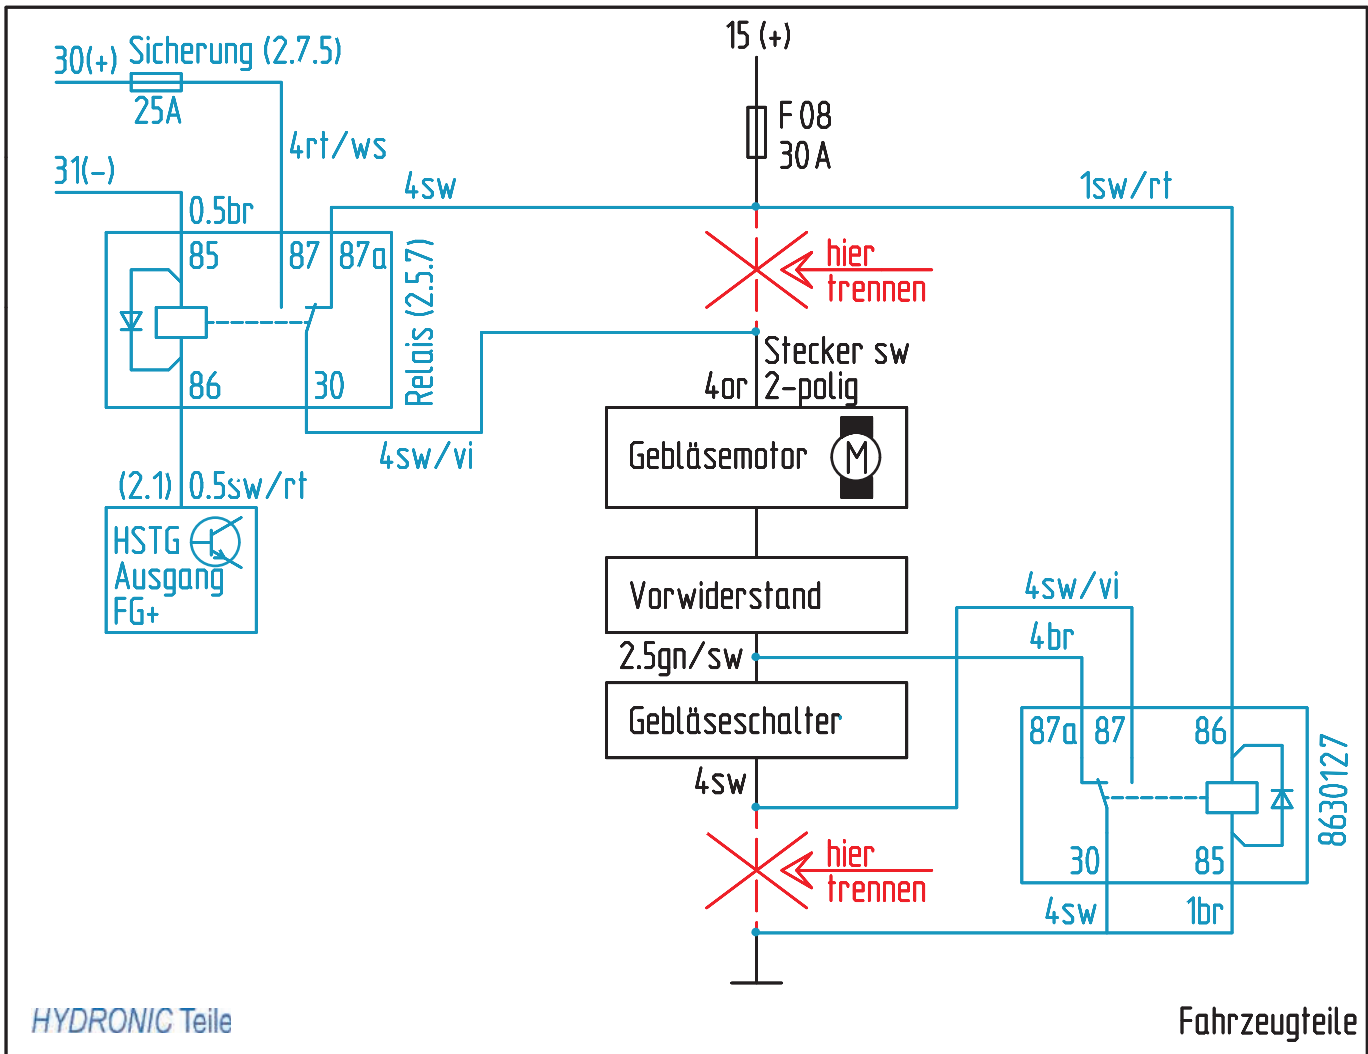 15 (+)
30(+) Sicherung (2.7.5)
25A
F 08
30 A
4rt/ws
31(-)
4sw
1sw/rt
0.5br
85
87
87a
Relais (2.5.7)
hier
trennen
86
30
Stecker sw
4or 2-polig
4sw/vi
Gebläsemotor
M
(2.1) 0.5sw/rt
HSTG
Ausgang
FG+
Vorwiderstand
4sw/vi
4br
2.5gn/sw
Gebläseschalter
87a
87
86
8630127
4sw
hier
trennen
30
85
4sw
1br
HYDRONIC Teile
Fahrzeugteile